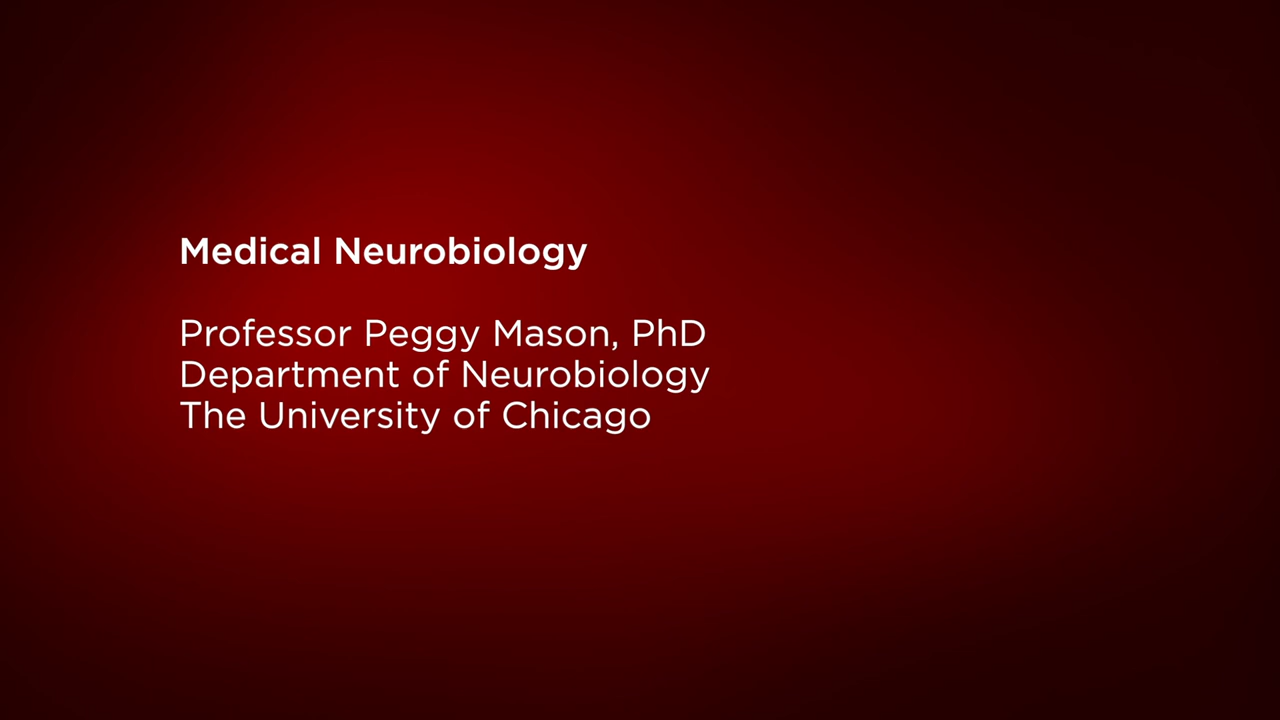 Medical Neurobiology
Professor Peggy Mason, PhD
Department of Neurobiology
The University of Chicago